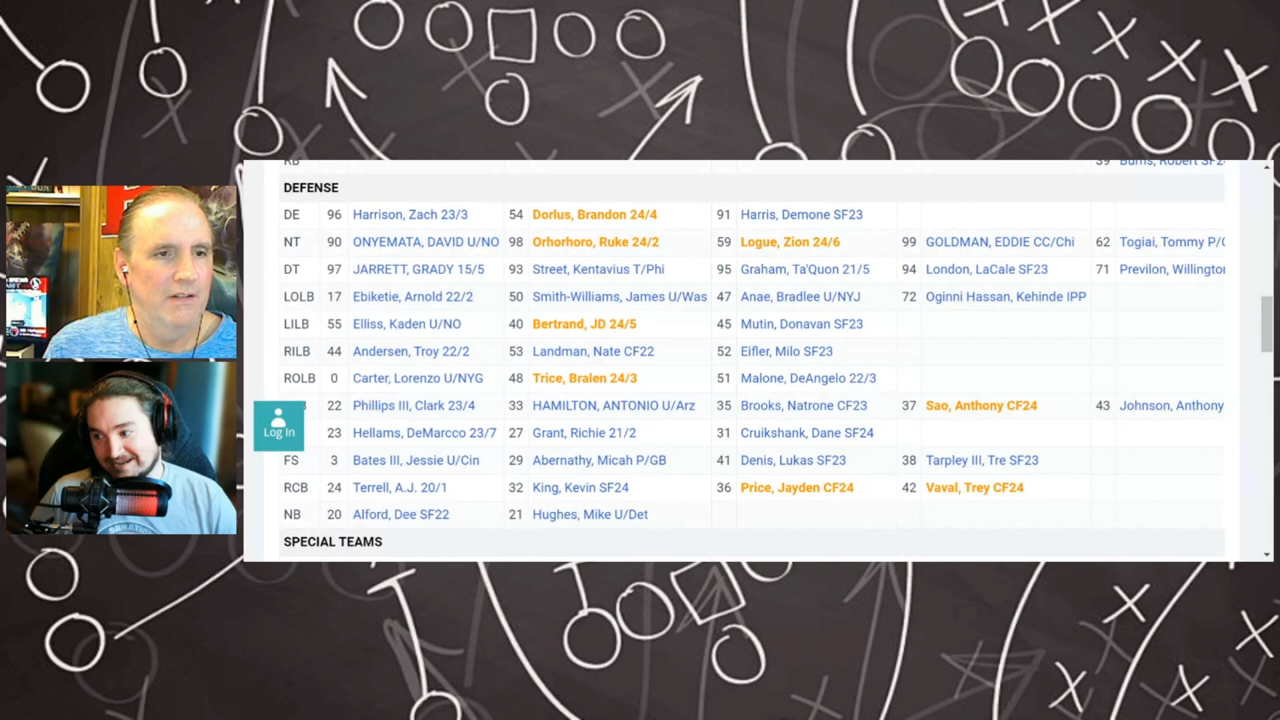 RB 39 Burns, Robert SF2
DEFENSE
DE 96 Harrison, Zach 23/3 54 Dorlus, Brandon 24/4 91 Harris, Demone SF23
NT 90 ONYEMATA, DAVID U/NO 98 Orhorhoro, Ruke 24/2 59 Logue, Zion 24/6 99 GOLDMAN, EDDIE CC/Chi 62 Togiai, Tommy P/
DT 97 JARRETT, GRADY 15/5 93 Street, Kentavius T/Phi 95 Graham, Ta'Quon 21/5 94 London, LaCale SF23 71 Previlon, Willington
LOLB 17 Ebiketie, Arnold 22/2 50 Smith-Williams, James U/Was 47 Anae, Bradlee U/NYJ 72 Oginni Hassan, Kehinde IPP
LILB 55 Elliss, Kaden U/NO 40 Bertrand, JD 24/5 45 Mutin, Donavan SF23
RILB 44 Andersen, Troy 22/2 53 Landman, Nate CF22 52 Eifler, Milo SF23
ROLB 0 Carter, Lorenzo U/NYG 48 Trice, Bralen 24/3 51 Malone, DeAngelo 22/3
22 Phillips III, Clark 23/4 33 HAMILTON, ANTONIO U/Arz 35 Brooks, Natrone CF23 37 Sao, Anthony CF24 43 Johnson, Anthony
Log In
23 Hellams, DeMarcco 23/7 27 Grant, Richie 21/2 31 Cruikshank, Dane SF24
FS 3 Bates III, Jessie U/Cin 29 Abernathy, Micah P/GB 41 Denis, Lukas SF23 38 Tarpley III, Tre SF23
RCB 24 Terrell, A.J. 20/1 32 King, Kevin SF24 36 Price, Jayden CF24 42 Vaval, Trey CF24
NB 20 Alford, Dee SF22 21 Hughes, Mike U/Det
SPECIAL TEAMS